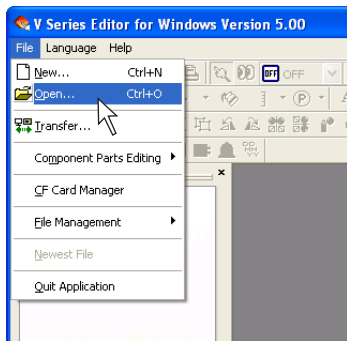 V Series Editor for Windows Version 5.00
File Language Help
New... Ctrl+N
OFF OFF
Open... Ctrl+O
P
Transfer...
Component Parts Editing
CF Card Manager
File Management
Newest File
Quit Application